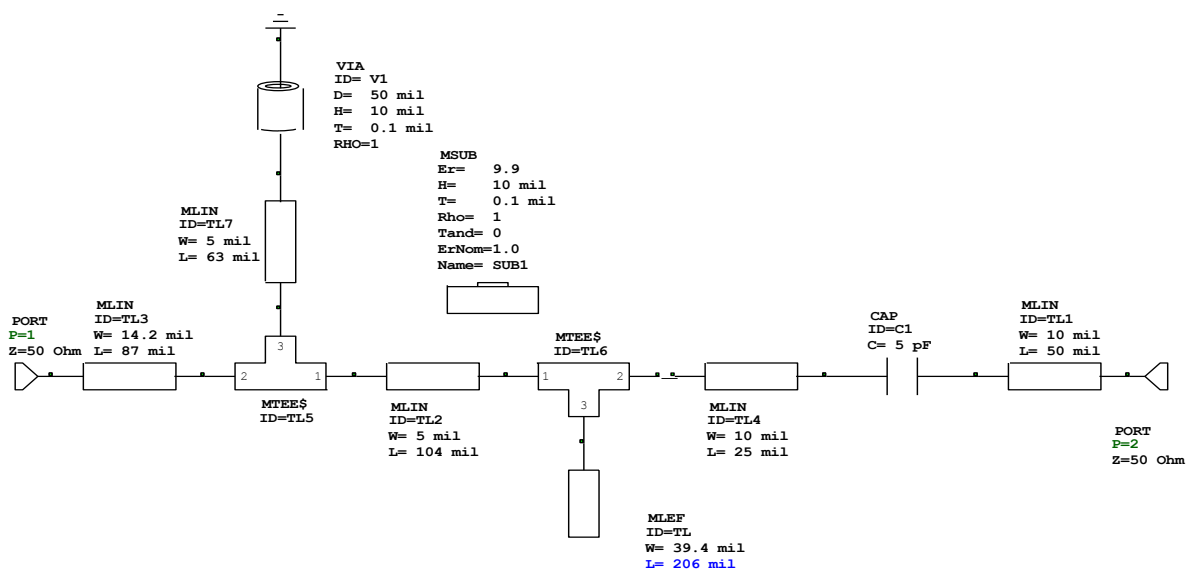 VIA
ID= V1
D= 50 mil
H= 10 mil
T= 0.1 mil
RHO=1
MSUB
Er= 9.9
H= 10 mil
T= 0.1 mil
Rho= 1
Tand= 0
ErNom=1.0
Name= SUB1
MLIN
ID=TL7
W= 5 mil
L= 63 mil
PORT
P=1
Z=50 Ohm
MLIN
ID=TL3
W= 14.2 mil
L= 87 mil
3
2
1
MTEE$
ID=TL5
MLIN
ID=TL2
W= 5 mil
L= 104 mil
MTEE$
ID=TL6
1
2
3
MLIN
ID=TL4
W= 10 mil
L= 25 mil
CAP
ID=C1
C= 5 pF
MLIN
ID=TL1
W= 10 mil
L= 50 mil
PORT
P=2
Z=50 Ohm
MLEF
ID=TL
W= 39.4 mil
L= 206 mil